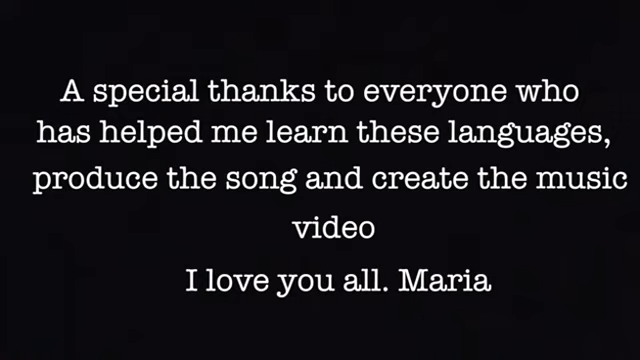 A special thanks to everyone who
has helped me learn these languages,
produce the song and create the music
video
I love you all. Maria